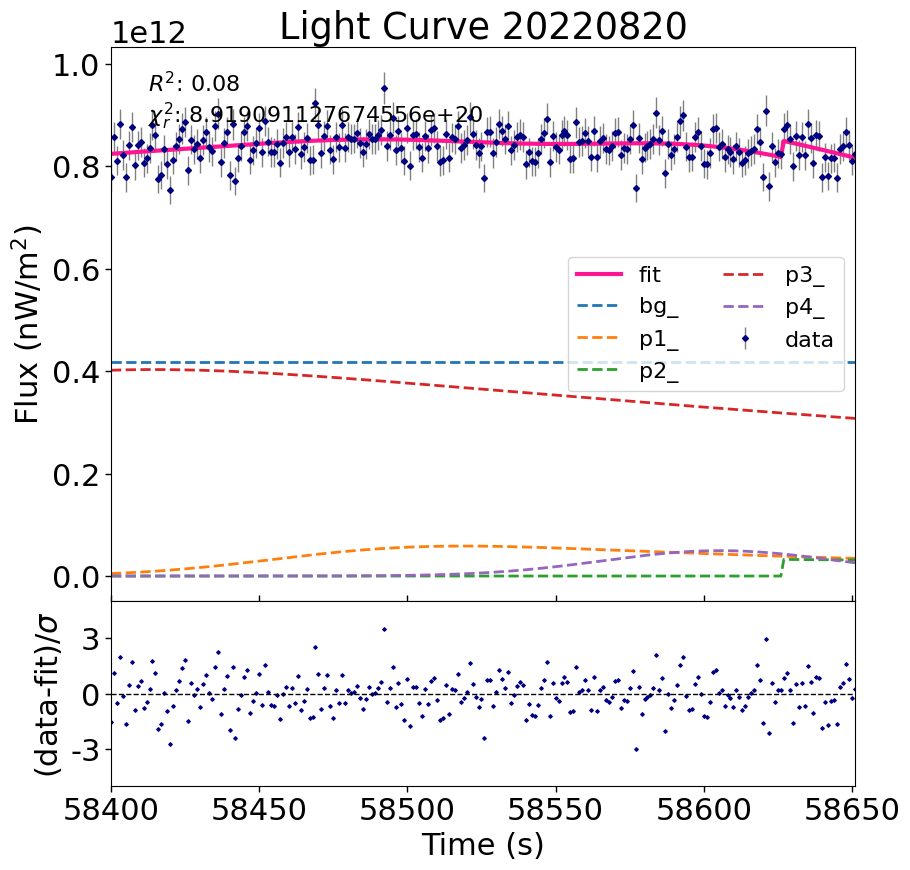 Light Curve 20220820
1e12
R²: 0.08
χ²ᵣ: 8.919091127674556e+20
1.0
0.8
0.6
0.4
0.2
0.0
Flux (nW/m²)
fit
bg_
p1_
p2_
p3_
p4_
data
3
0
-3
(data-fit)/σ
58400
58450
58500
58550
58600
58650
Time (s)